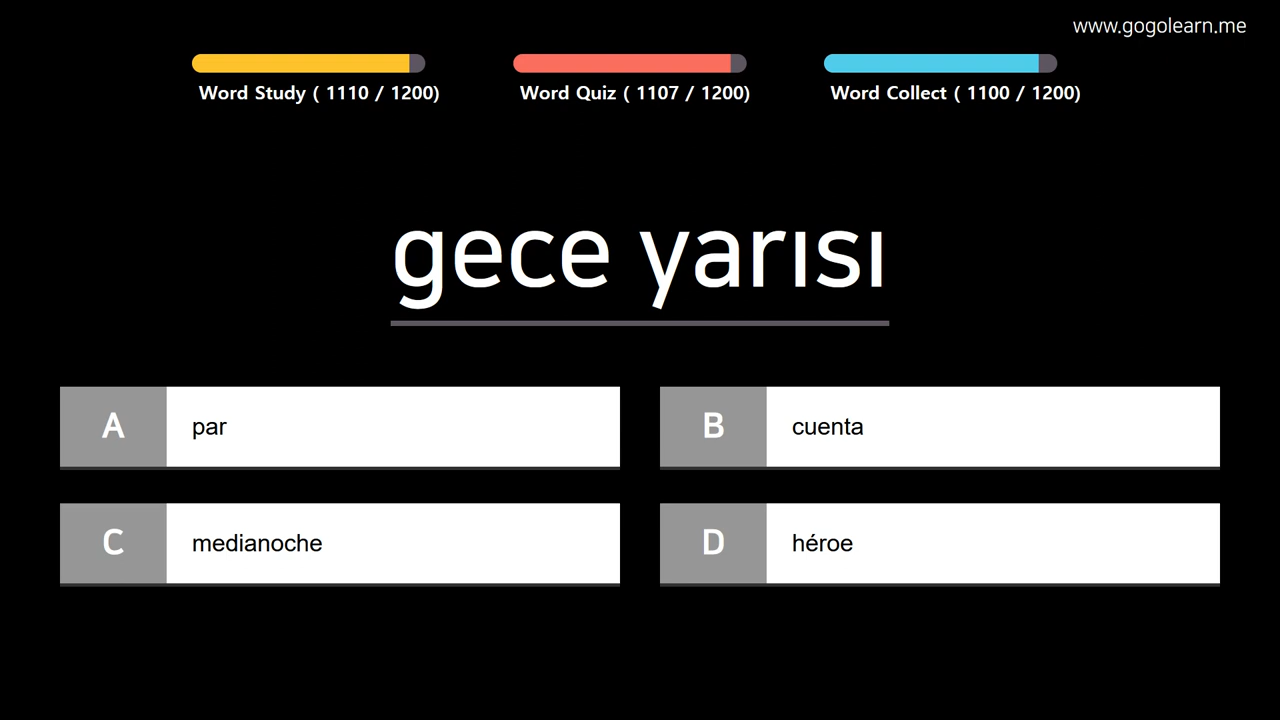 www.gogolearn.me
Word Study ( 1110 / 1200)
Word Quiz ( 1107 / 1200)
Word Collect ( 1100 / 1200)
gece yarısı
A par
B cuenta
C medianoche
D héroe